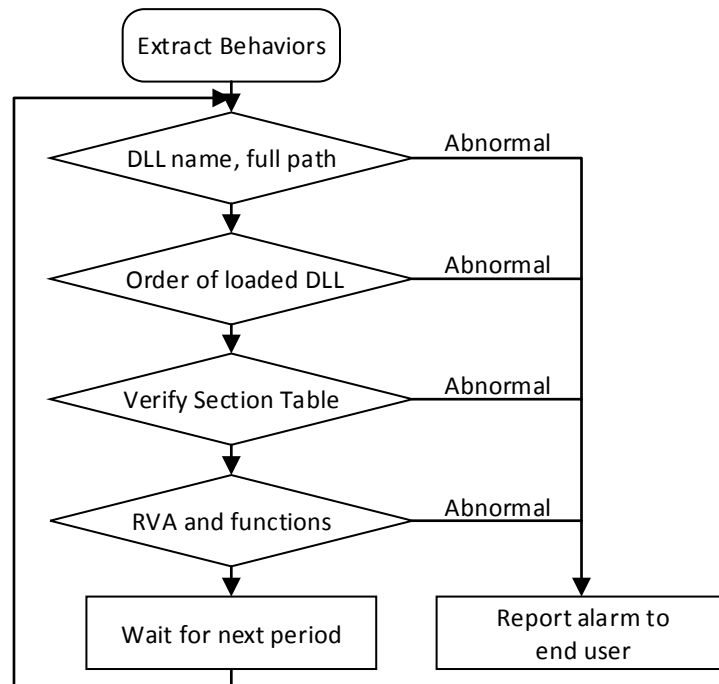 Extract Behaviors
DLL name, full path
Abnormal
Order of loaded DLL
Abnormal
Verify Section Table
Abnormal
RVA and functions
Abnormal
Wait for next period
Report alarm to
end user